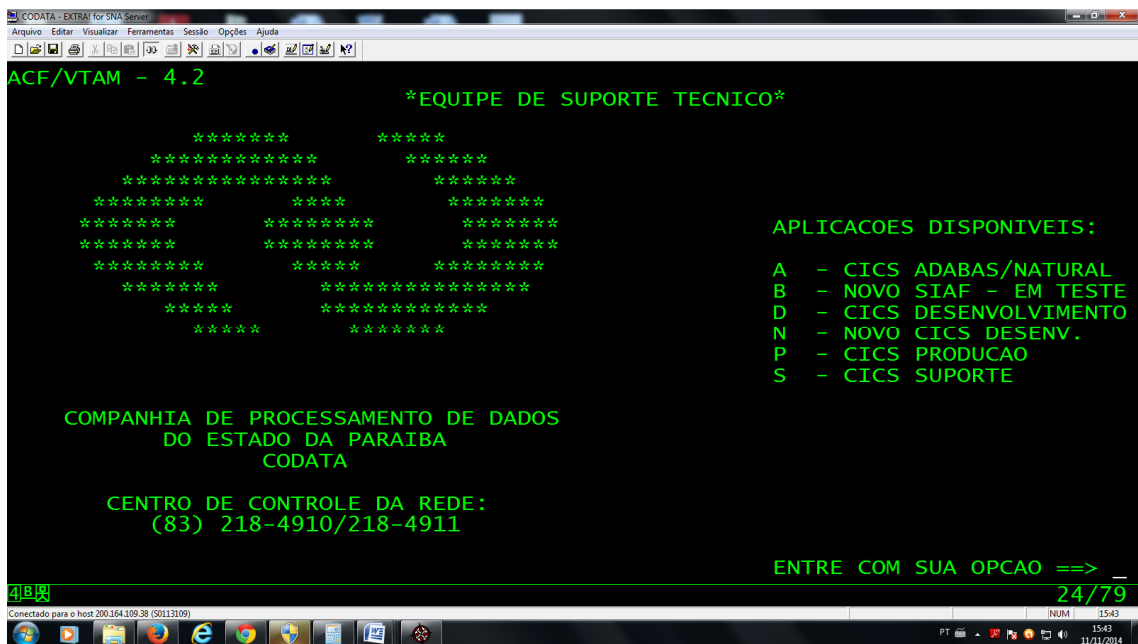 CODATA - EXTRA! for SNA Server
Arquivo Editar Visualizar Ferramentas Sessão Opções Ajuda
ACF/VTAM - 4.2
*EQUIPE DE SUPORTE TECNICO*
******* *****
************ ******
*************** ******
******** **** *******
******* ******** *******
******* ******** *******
******** ***** ********
******* ***************
***** ************
***** *******
APLICACOES DISPONIVEIS:
A - CICS ADABAS/NATURAL
B - NOVO SIAF - EM TESTE
D - CICS DESENVOLVIMENTO
N - NOVO CICS DESENV.
P - CICS PRODUCAO
S - CICS SUPORTE
COMPANHIA DE PROCESSAMENTO DE DADOS
DO ESTADO DA PARAIBA
CODATA
CENTRO DE CONTROLE DA REDE:
(83) 218-4910/218-4911
ENTRE COM SUA OPCAO ==> _
4B 24/79
Conectado para o host 200.164.109.38 (S0113109) NUM 15:43
PT 15:43
11/11/2014